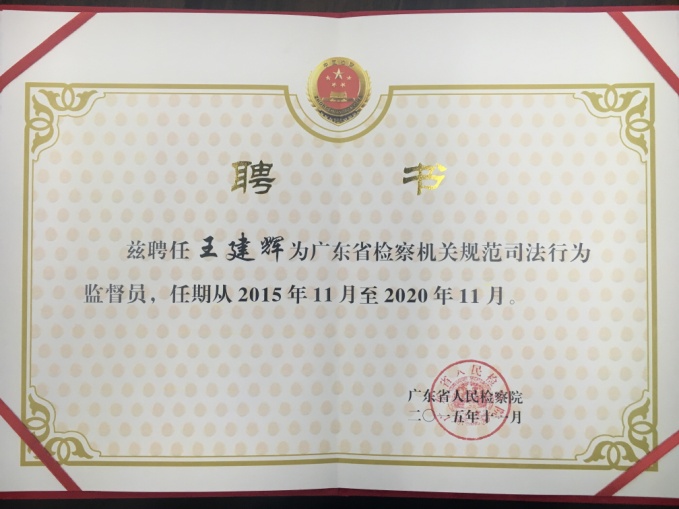 聘 书
兹聘任王建辉为广东省检察机关规范司法行为
监督员，任期从2015年11月至2020年11月。
广东省人民检察院
二〇一五年十一月